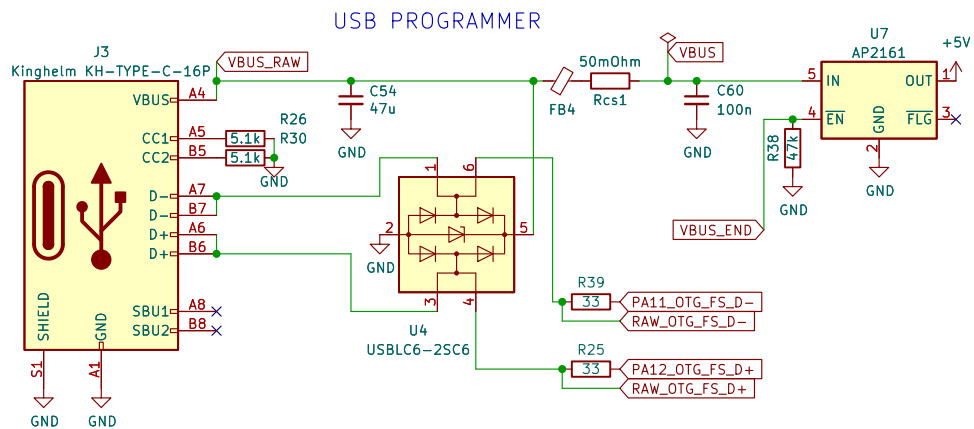 USB PROGRAMMER
J3
Kinghelm KH-TYPE-C-16P
VBUS_RAW
VBUS
A4
CC1
A5
CC2
B5
5.1k
5.1k
R26
R30
GND
D-
A7
D-
B7
D+
A6
D+
B6
SBU1
A8
SBU2
B8
SHIELD
GND
S1
A1
GND
GND
C54
47u
GND
1
6
2
5
3
4
GND
U4
USBLC6-2SC6
FB4
50mOhm
Rcs1
VBUS
C60
100n
GND
U7
AP2161
+5V
5
IN
OUT
1
4
EN
FLG
3
GND
2
GND
R38
47k
GND
VBUS_END
R39
33
PA11_OTG_FS_D-
RAW_OTG_FS_D-
R25
33
PA12_OTG_FS_D+
RAW_OTG_FS_D+